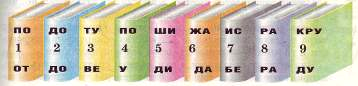 ПО ДО ТУ ПО ШИ ЖА ИС РА КРУ
1 2 3 4 5 6 7 8 9
ОТ ДО ВЕ У ДИ ДА БЕ РА ДУ